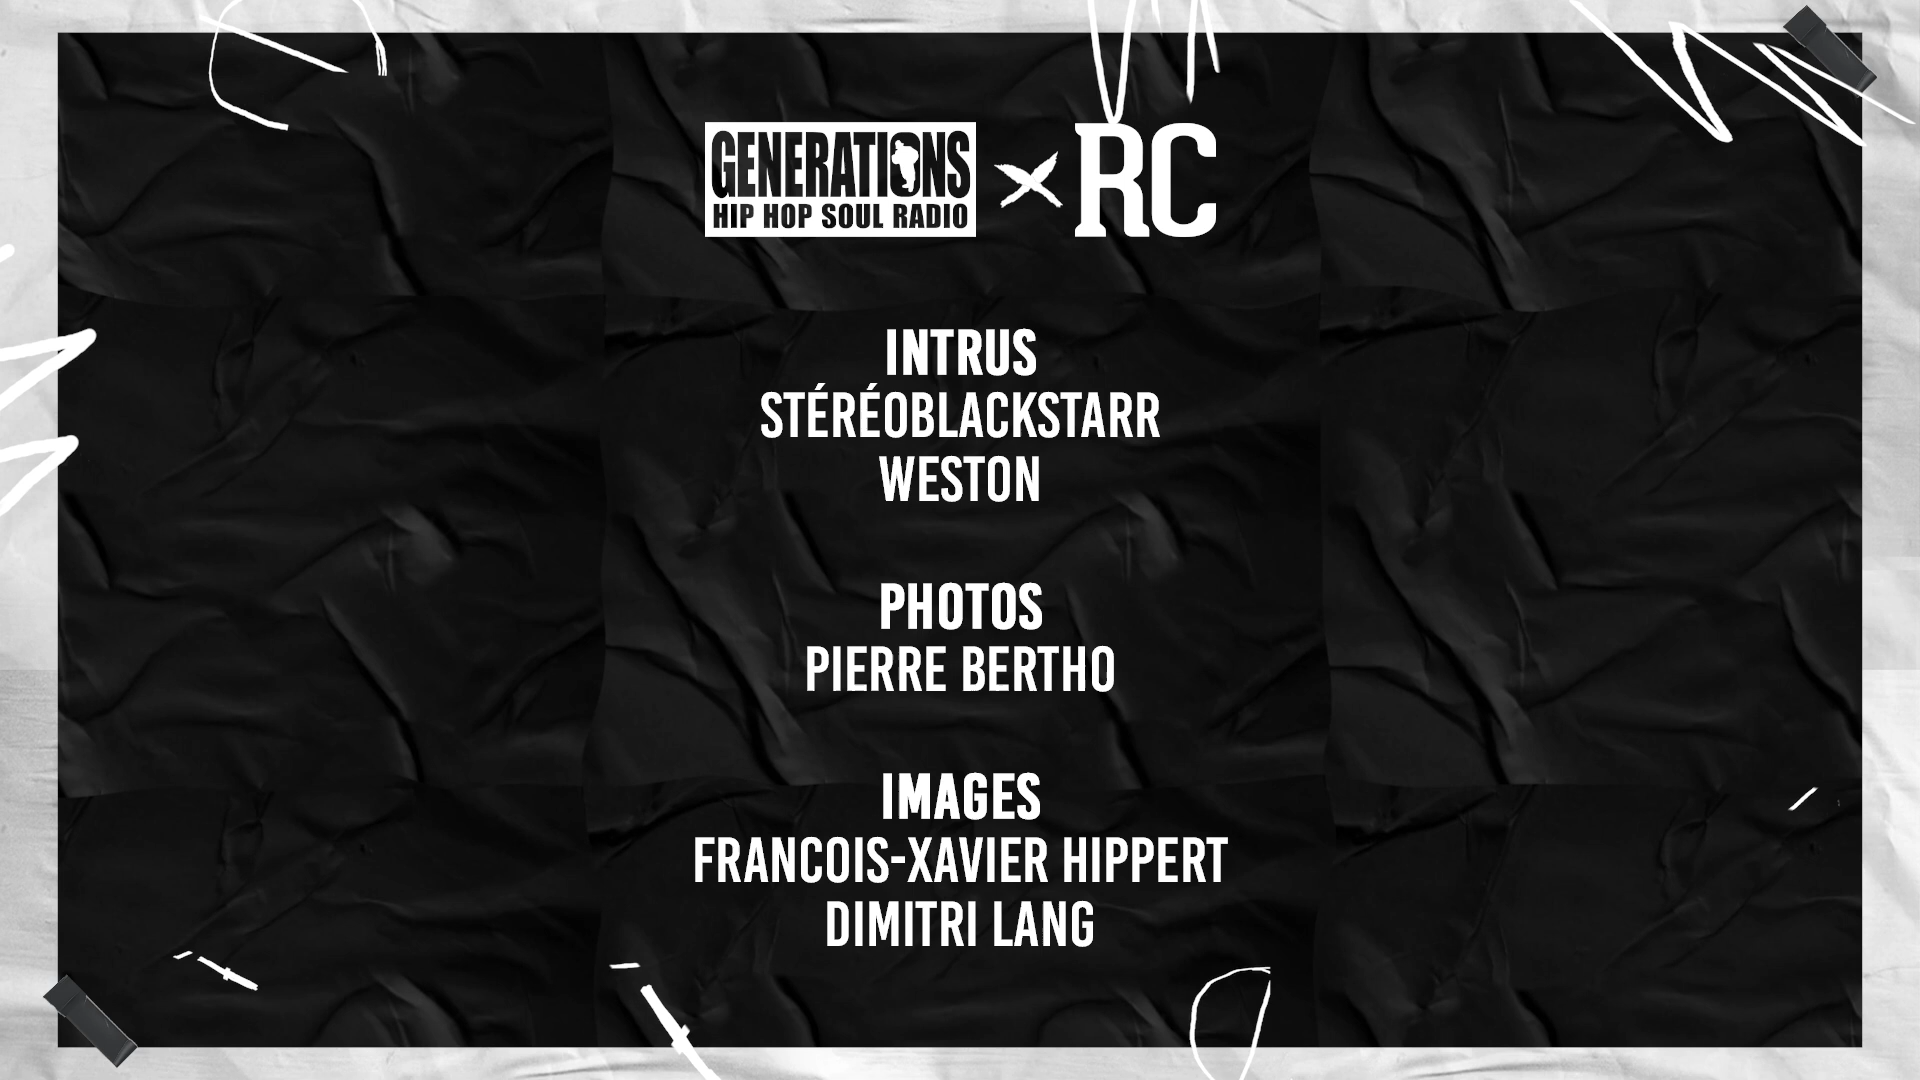 GENERATIONS
HIP HOP SOUL RADIO
X RC
INTRUS
STÉRÉOBLACKSTARR
WESTON
PHOTOS
PIERRE BERTHO
IMAGES
FRANCOIS-XAVIER HIPPERT
DIMITRI LANG